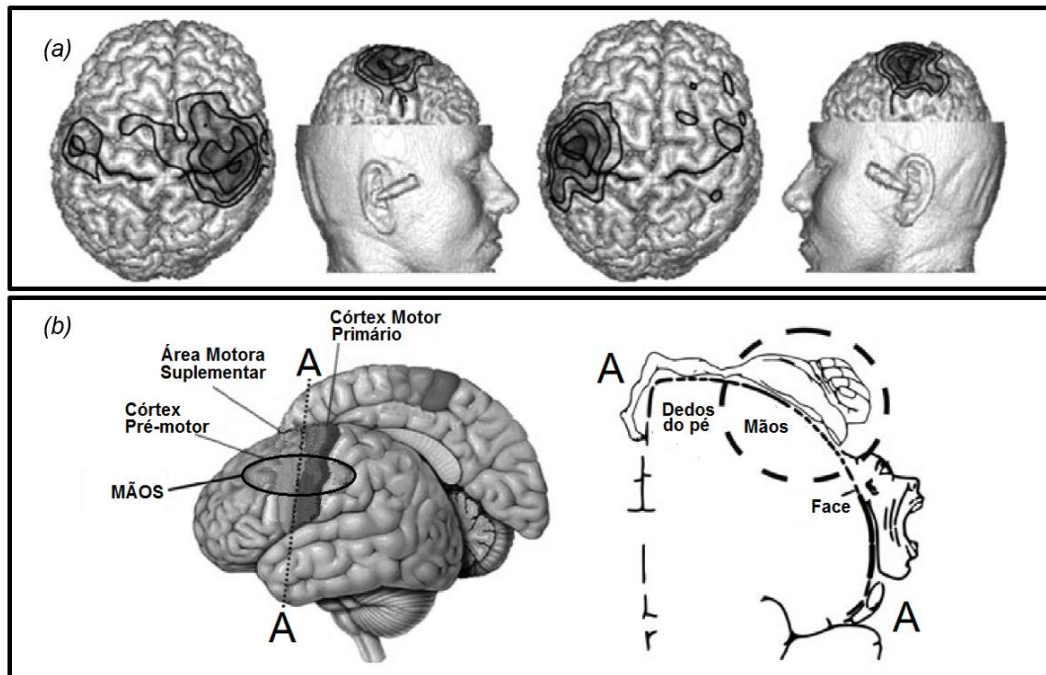 (a)
(b)
Córtex Motor
Primário
Área Motora
Suplementar
Córtex
Pré-motor
MÃOS
A
A
A
Dedos
do pé
Mãos
Face
A